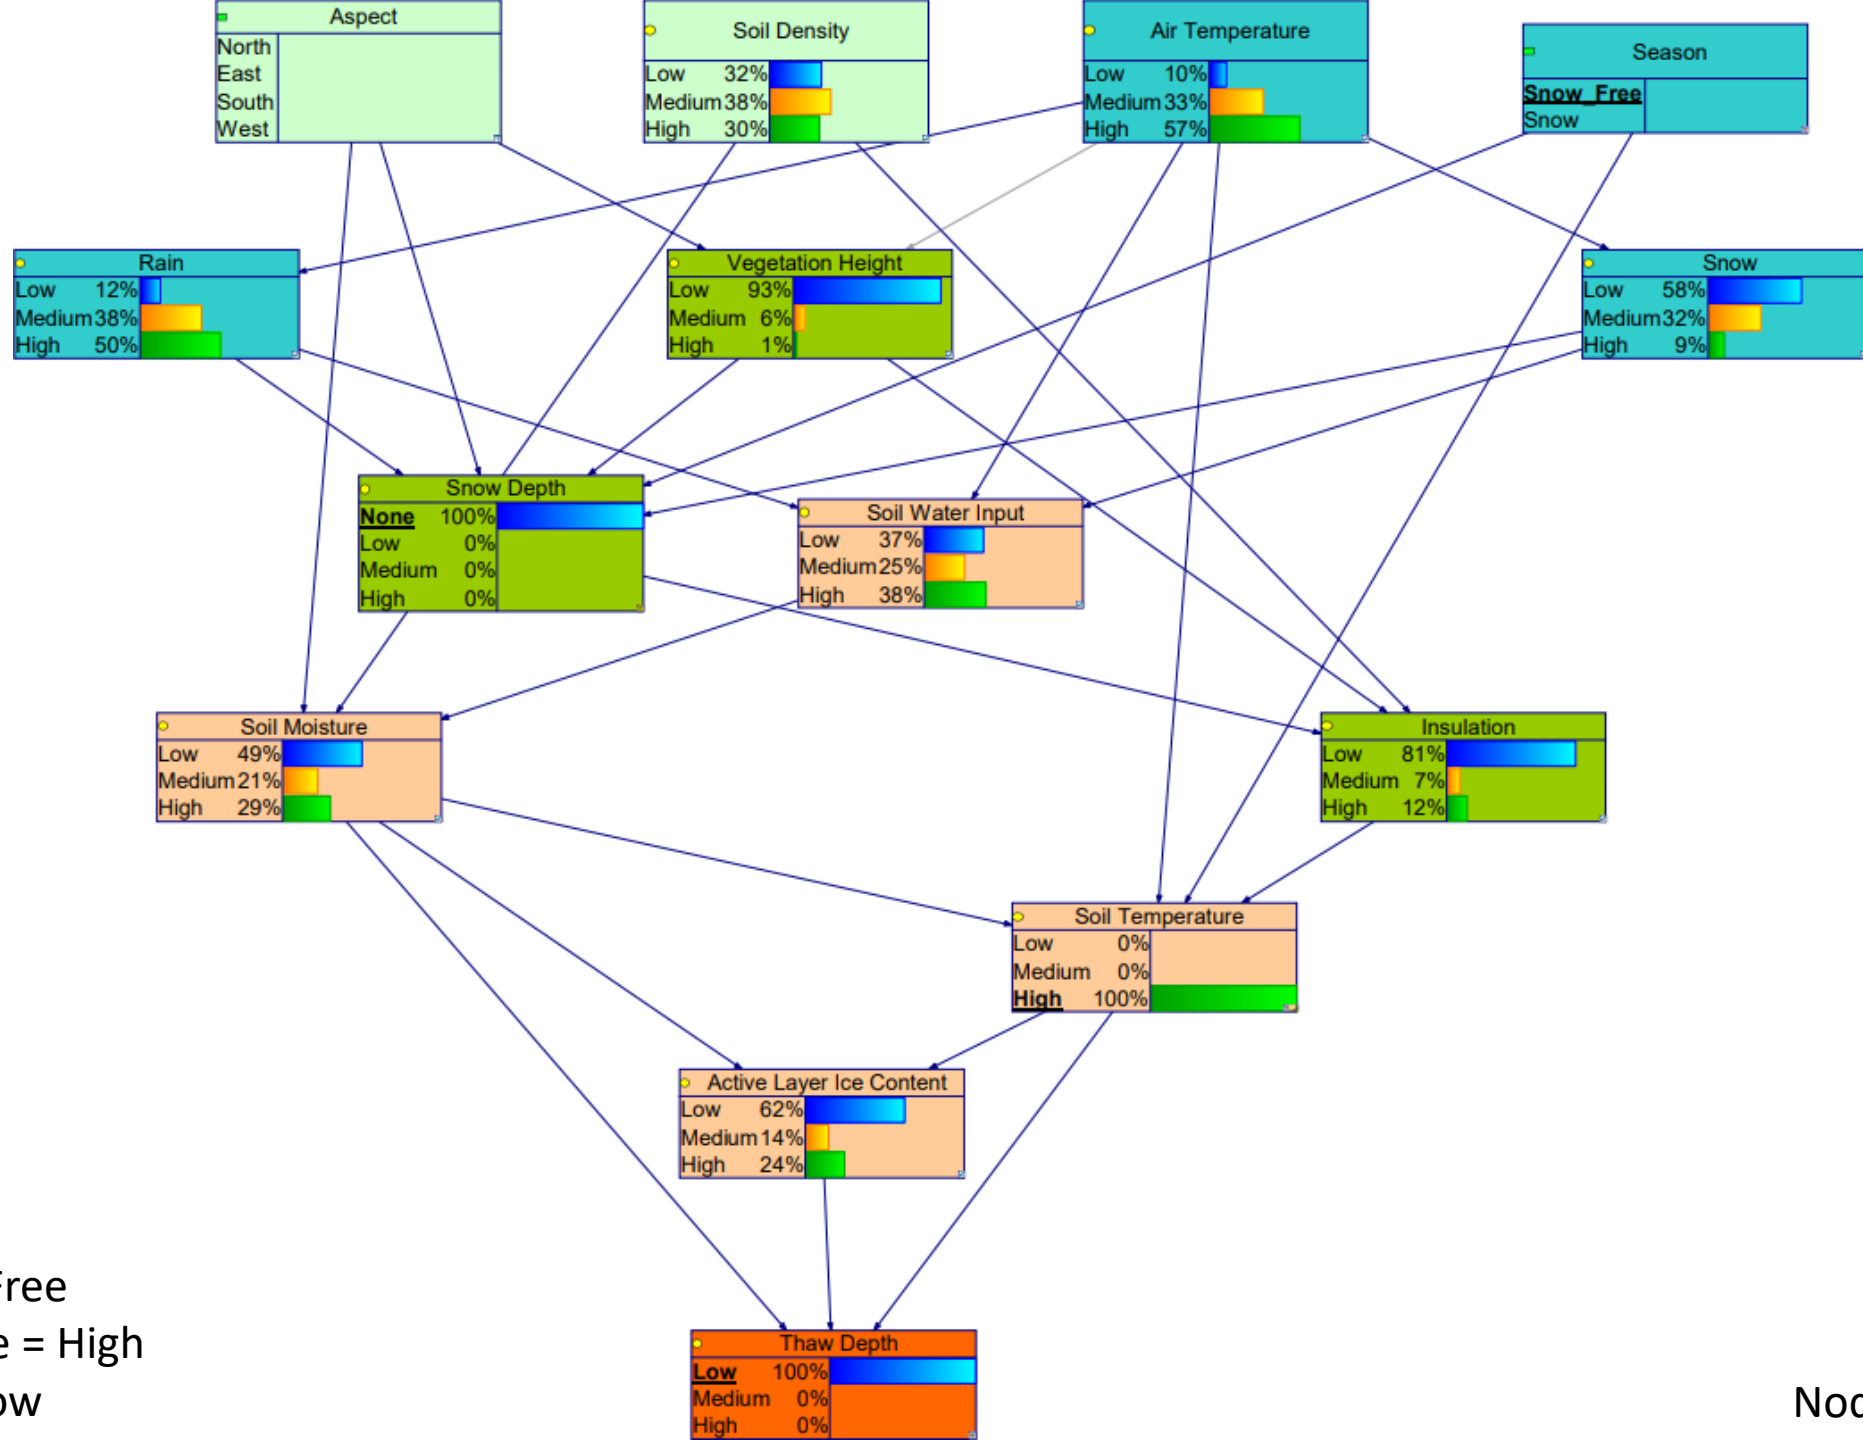 Aspect
North
East
South
West
Soil Density
Low 32%
Medium 38%
High 30%
Air Temperature
Low 10%
Medium 33%
High 57%
Season
Snow_Free
Snow
Rain
Low 12%
Medium 38%
High 50%
Vegetation Height
Low 93%
Medium 6%
High 1%
Snow
Low 58%
Medium 32%
High 9%
Snow Depth
None 100%
Low 0%
Medium 0%
High 0%
Soil Water Input
Low 37%
Medium 25%
High 38%
Soil Moisture
Low 49%
Medium 21%
High 29%
Insulation
Low 81%
Medium 7%
High 12%
Soil Temperature
Low 0%
Medium 0%
High 100%
Active Layer Ice Content
Low 62%
Medium 14%
High 24%
Free
e = High
ow
Thaw Depth
Low 100%
Medium 0%
High 0%